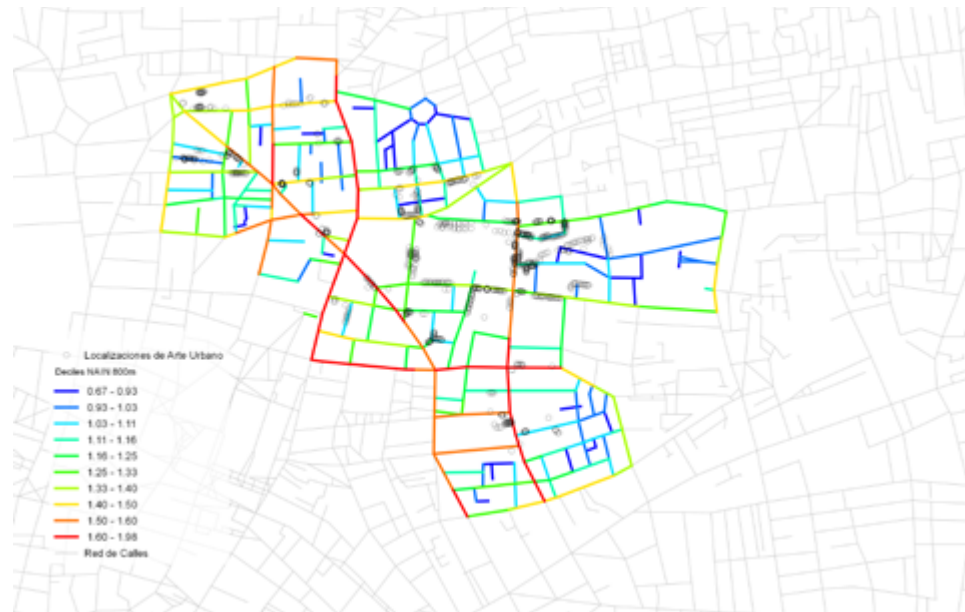 Localizaciones de Arte Urbano
Deciles NAIN 800m
0.67 - 0.93
0.93 - 1.03
1.03 - 1.11
1.11 - 1.16
1.16 - 1.25
1.25 - 1.33
1.33 - 1.40
1.40 - 1.50
1.50 - 1.60
1.60 - 1.98
Red de Calles